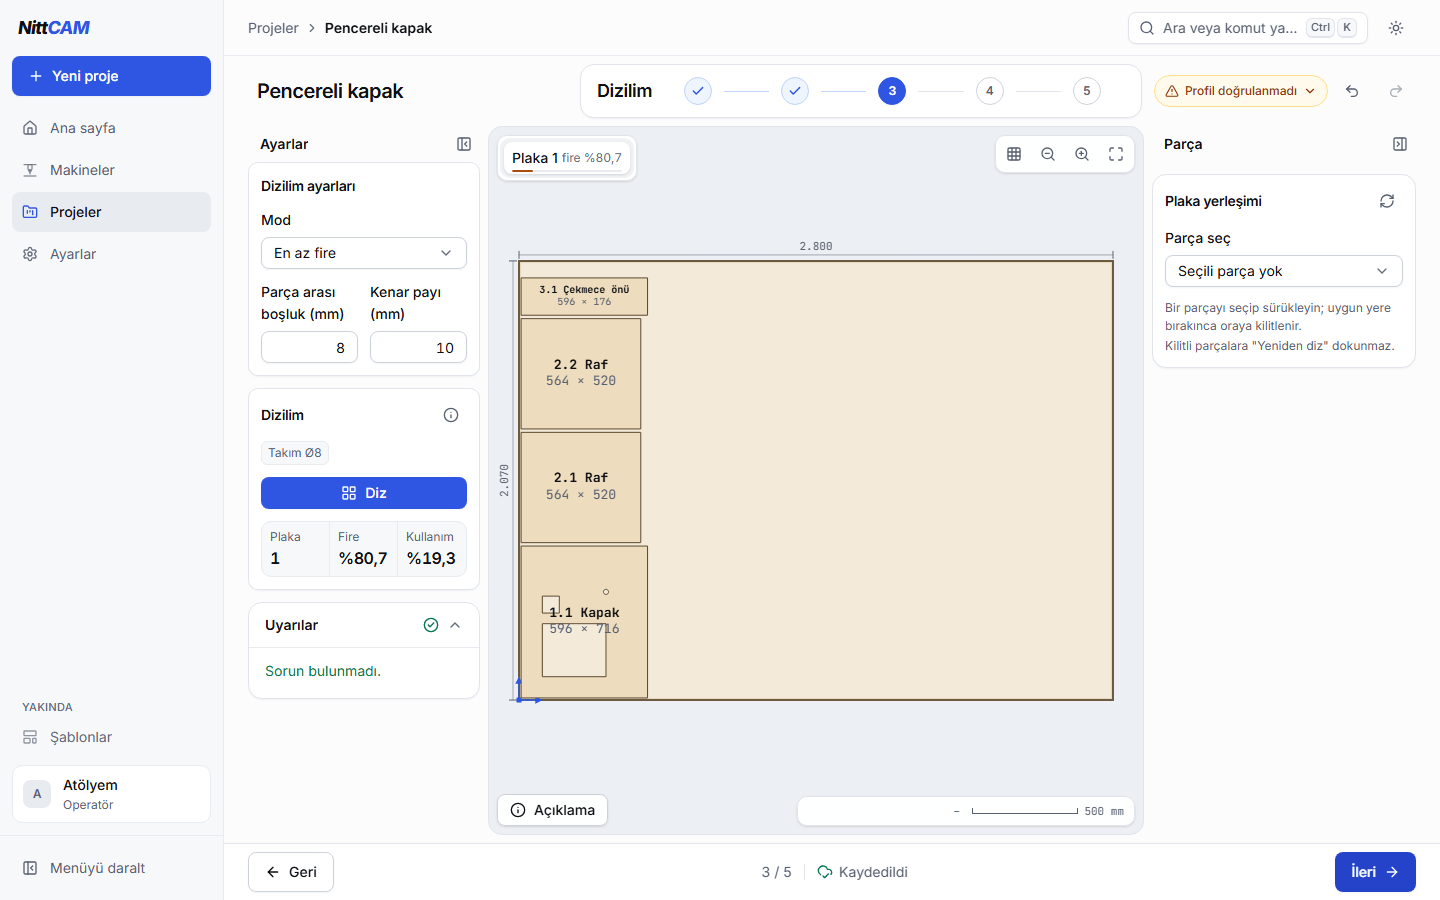 NittCAM
Yeni proje
Ana sayfa
Makineler
Projeler
Ayarlar
YAKINDA
Şablonlar
A
Atölyem
Operatör
Menüyü daralt
Projeler
Pencereli kapak
Ara veya komut ya...
Ctrl
K
Pencereli kapak
Dizilim
3
4
5
Profil doğrulanmadı
Ayarlar
Dizilim ayarları
Mod
En az fire
Parça arası
boşluk (mm)
Kenar payı
(mm)
8
10
Dizilim
Takım Ø8
Diz
Plaka
1
Fire
%80,7
Kullanım
%19,3
Uyarılar
Sorun bulunmadı.
Plaka 1 fire %80,7
2.800
2.070
3.1 Çekmece önü
596 × 176
2.2 Raf
564 × 520
2.1 Raf
564 × 520
1.1 Kapak
596 × 716
Açıklama
–
500 mm
Parça
Plaka yerleşimi
Parça seç
Seçili parça yok
Bir parçayı seçip sürükleyin; uygun yere
bırakınca oraya kilitlenir.
Kilitli parçalara "Yeniden diz" dokunmaz.
Geri
3 / 5
Kaydedildi
İleri